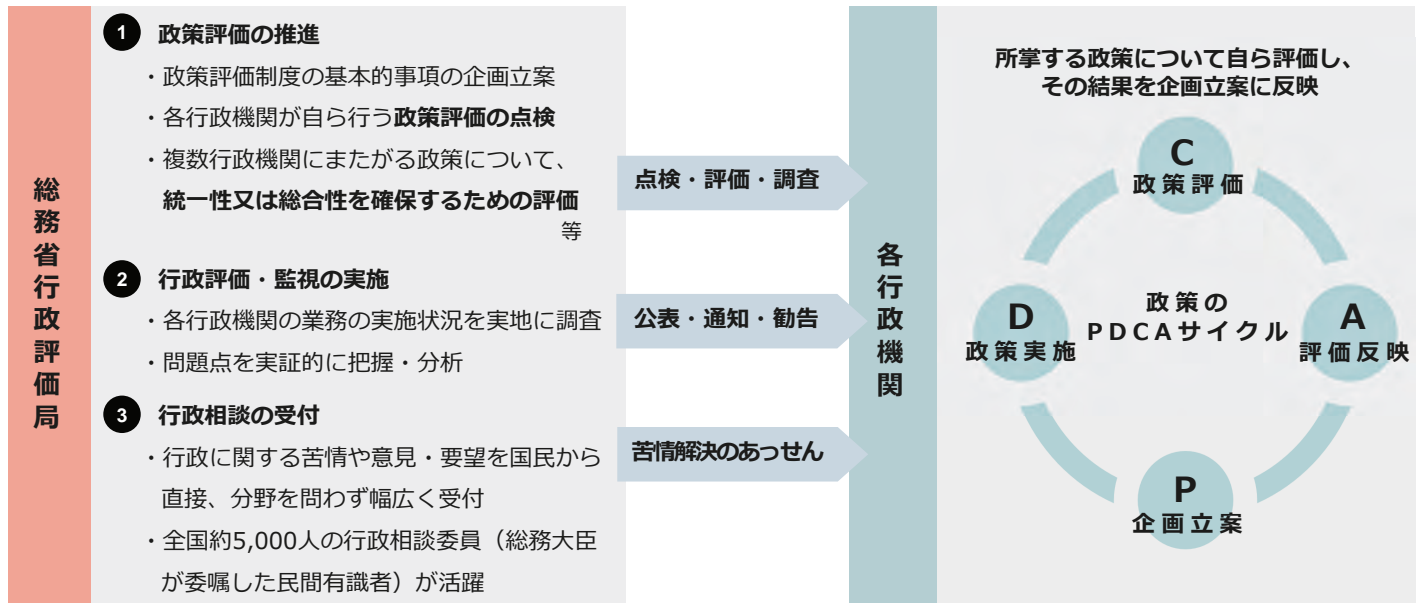 総務省行政評価局
1 政策評価の推進
・政策評価制度の基本的事項の企画立案
・各行政機関が自ら行う政策評価の点検
・複数行政機関にまたがる政策について、
統一性又は総合性を確保するための評価
等
2 行政評価・監視の実施
・各行政機関の業務の実施状況を実地に調査
・問題点を実証的に把握・分析
3 行政相談の受付
・行政に関する苦情や意見・要望を国民から
直接、分野を問わず幅広く受付
・全国約5,000人の行政相談委員（総務大臣
が委嘱した民間有識者）が活躍
点検・評価・調査
公表・通知・勧告
苦情解決のあっせん
各行政機関
所掌する政策について自ら評価し、
その結果を企画立案に反映
C
政策評価
D
政策実施
政策の
PDCAサイクル
A
評価反映
P
企画立案